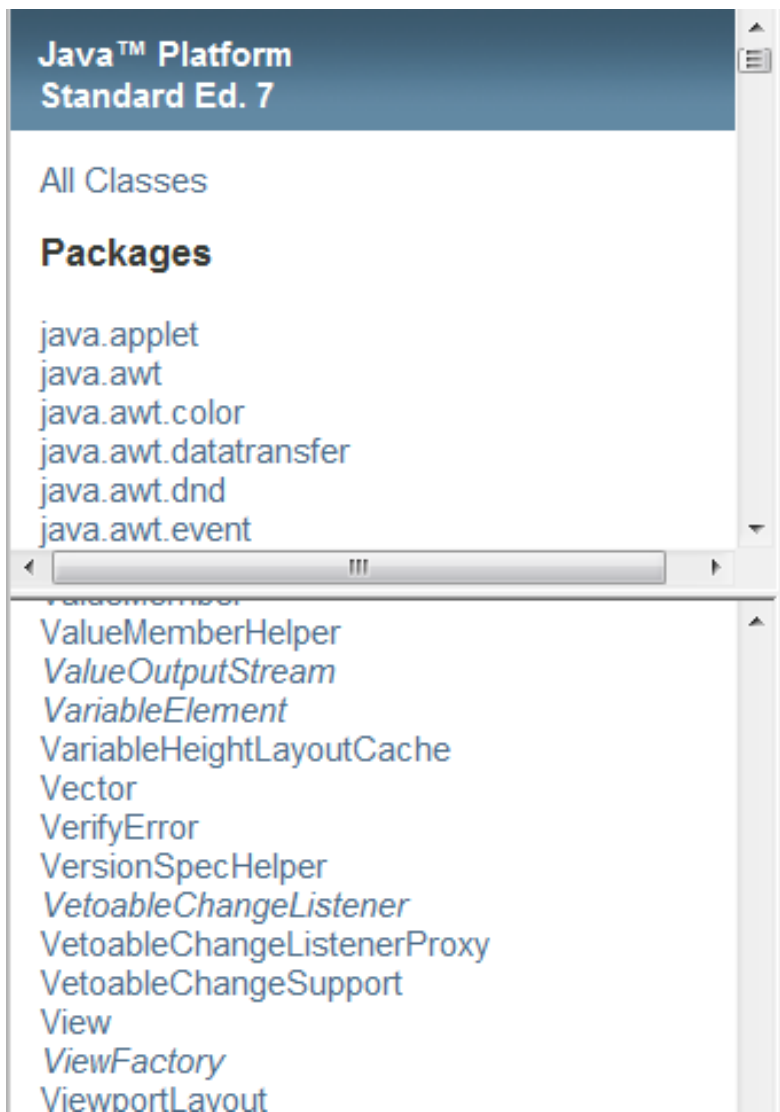 Java™ Platform
Standard Ed. 7
All Classes
Packages
java.applet
java.awt
java.awt.color
java.awt.datatransfer
java.awt.dnd
java.awt.event
ValueMember
ValueMemberHelper
ValueOutputStream
VariableElement
VariableHeightLayoutCache
Vector
VerifyError
VersionSpecHelper
VetoableChangeListener
VetoableChangeListenerProxy
VetoableChangeSupport
View
ViewFactory
ViewportLayout